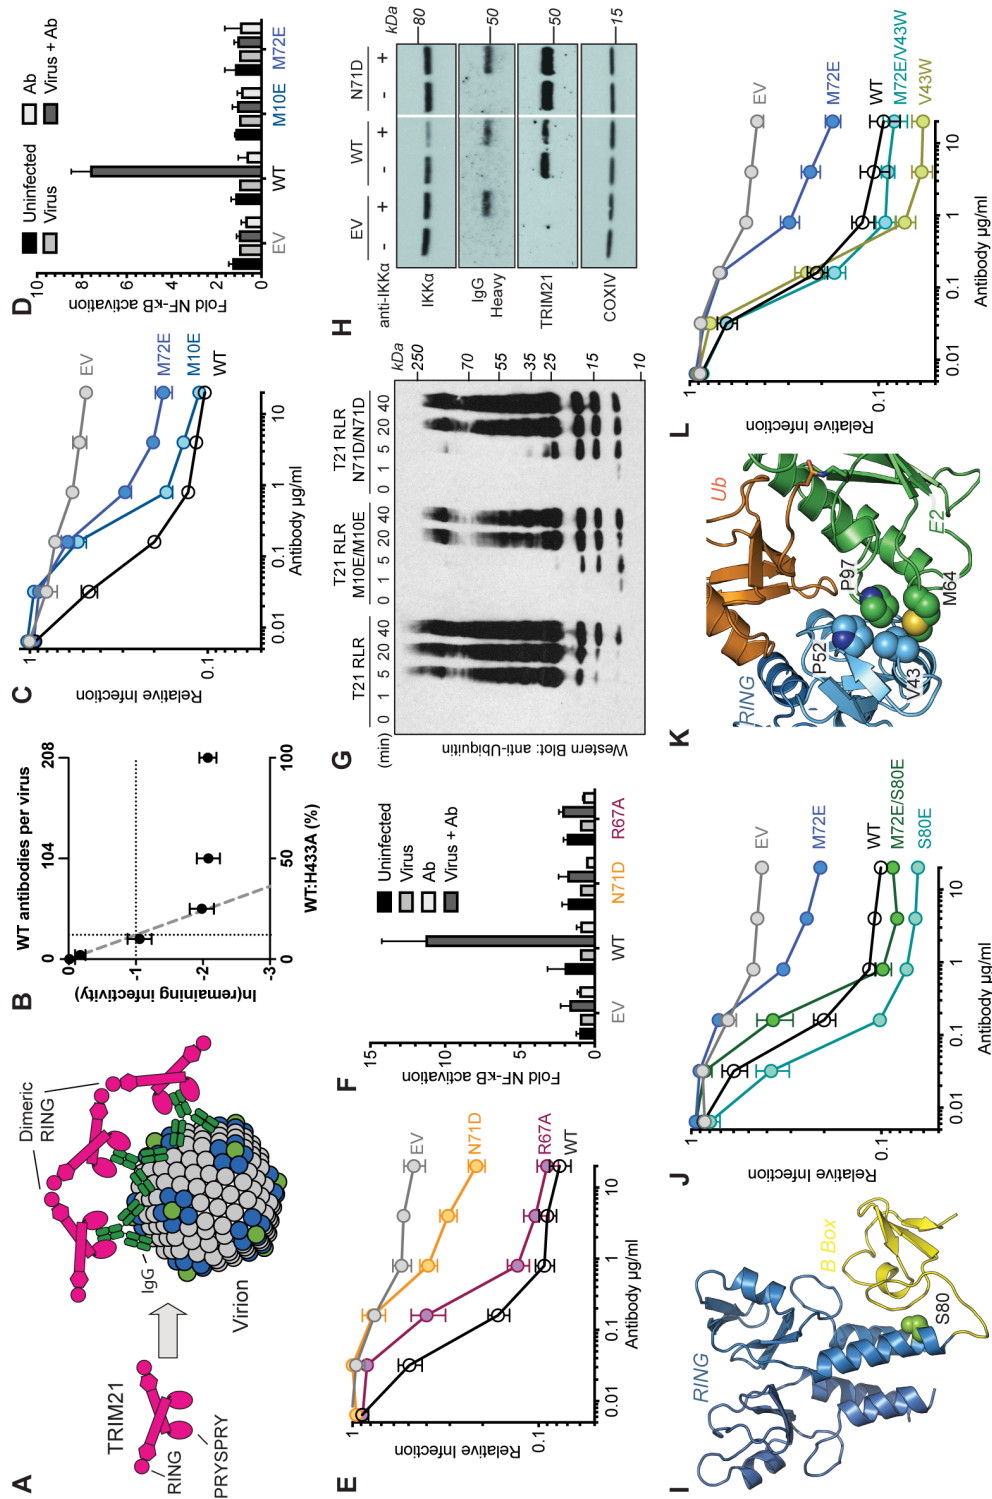 A
TRIM21
RING
PRYSPRY
IgG
Virion
Dimeric
RING
B
WT antibodies per virus
0
104
208
ln(remaining infectivity)
0
-1
-2
-3
0
50
100
WT:H433A (%)
C
Relative Infection
1
0.1
0.01
0.1
1
10
Antibody µg/ml
EV
M72E
M10E
WT
D
Uninfected
Virus
Ab
Virus + Ab
Fold NF-κB activation
10
8
6
4
2
0
EV
WT
M10E
M72E
E
Relative Infection
1
0.1
0.01
0.1
1
10
Antibody µg/ml
EV
N71D
R67A
WT
F
Uninfected
Virus
Ab
Virus + Ab
Fold NF-κB activation
15
10
5
0
EV
WT
N71D
R67A
G
T21 RLR
T21 RLR
M10E/M10E
T21 RLR
N71D/N71D
(min)
0 1 5 20 40
0 1 5 20 40
0 1 5 20 40
kDa
250
70
55
35
25
15
10
Western Blot: anti-Ubiquitin
H
EV
WT
N71D
anti-IKKα
- + - + - +
kDa
IKKα
80
IgG
Heavy
50
TRIM21
50
COXIV
15
I
RING
B Box
S80
J
Relative Infection
1
0.1
0.01
0.1
1
10
Antibody µg/ml
EV
M72E
WT
M72E/S80E
S80E
K
RING
Ub
E2
P52
P97
V43
M64
L
Relative Infection
1
0.1
0.01
0.1
1
10
Antibody µg/ml
EV
M72E
WT
M72E/V43W
V43W